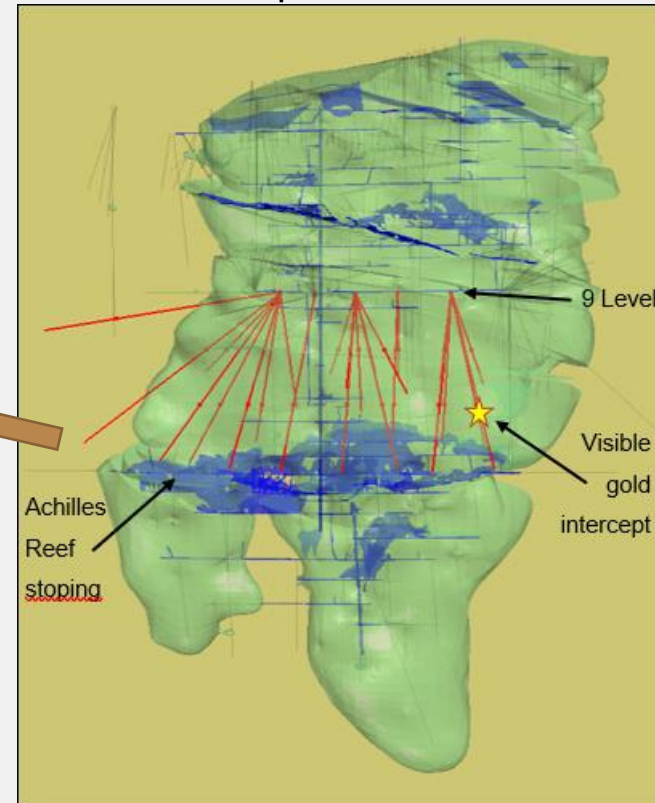 9 Level
Visible
gold
intercept
Achilles
Reef
stoping